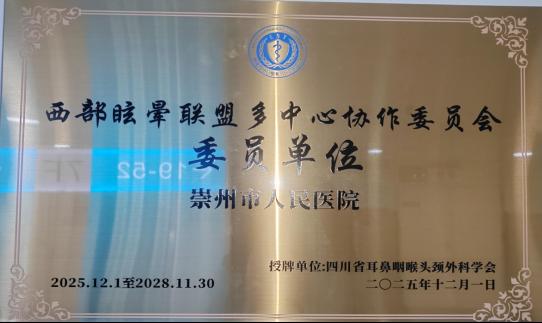 西部眩晕联盟多中心协作委员会
委员单位
崇州市人民医院
授牌单位:四川省耳鼻咽喉头颈外科学会
2025.12.1至2028.11.30
二〇二五年十二月一日
7F
19-52